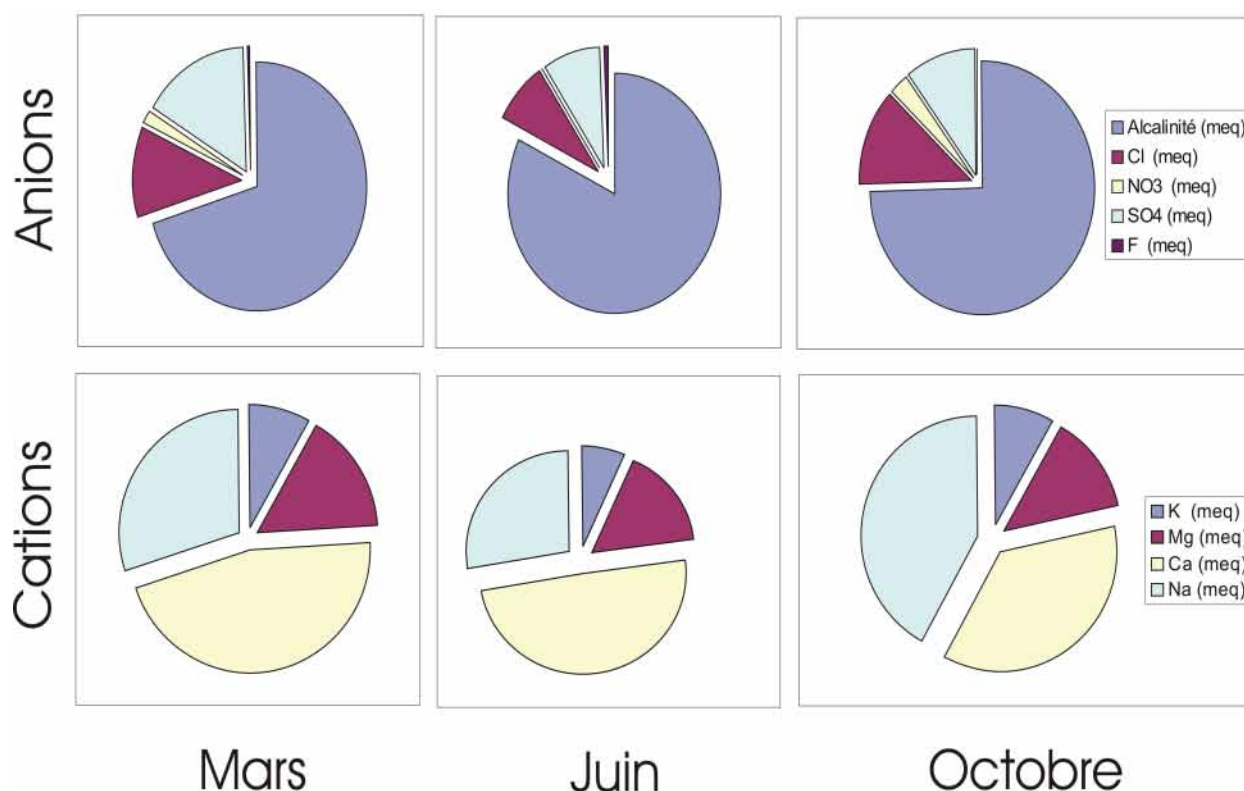 Anions
Alcalinité (meq)
Cl (meq)
NO3 (meq)
SO4 (meq)
F (meq)
Cations
K (meq)
Mg (meq)
Ca (meq)
Na (meq)
Mars
Juin
Octobre